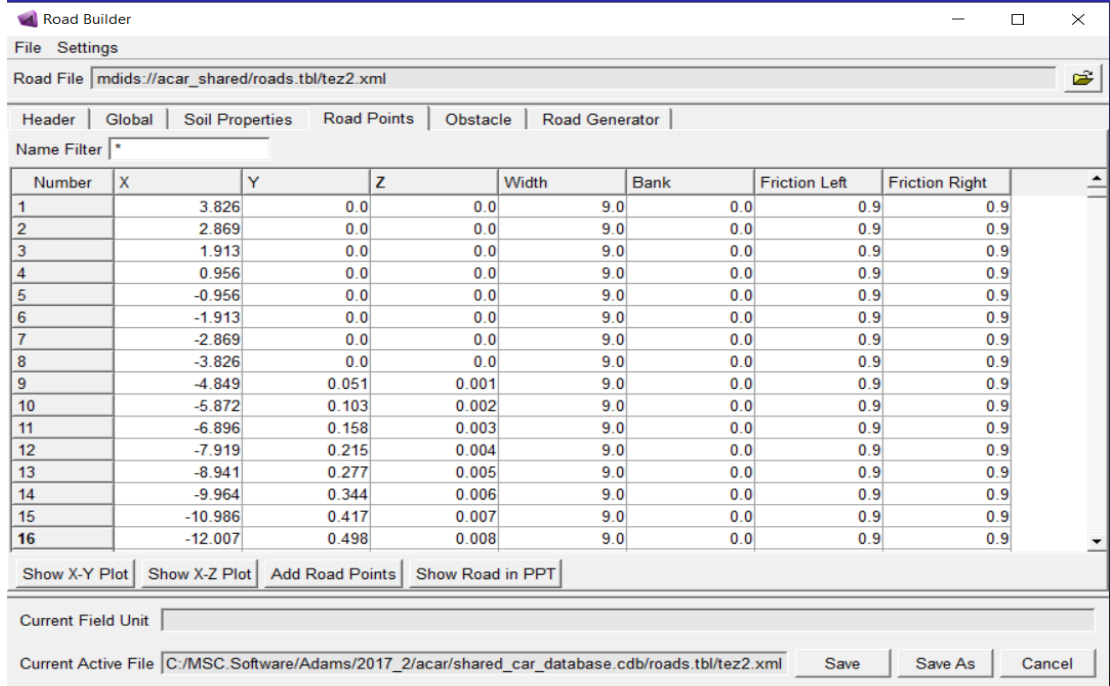 Road Builder
File Settings
Road File mdids://acar_shared/roads.tbl/tez2.xml
Header Global Soil Properties Road Points Obstacle Road Generator
Name Filter *
Number X Y Z Width Bank Friction Left Friction Right
1 3.826 0.0 0.0 9.0 0.0 0.9 0.9
2 2.869 0.0 0.0 9.0 0.0 0.9 0.9
3 1.913 0.0 0.0 9.0 0.0 0.9 0.9
4 0.956 0.0 0.0 9.0 0.0 0.9 0.9
5 -0.956 0.0 0.0 9.0 0.0 0.9 0.9
6 -1.913 0.0 0.0 9.0 0.0 0.9 0.9
7 -2.869 0.0 0.0 9.0 0.0 0.9 0.9
8 -3.826 0.0 0.0 9.0 0.0 0.9 0.9
9 -4.849 0.051 0.001 9.0 0.0 0.9 0.9
10 -5.872 0.103 0.002 9.0 0.0 0.9 0.9
11 -6.896 0.158 0.003 9.0 0.0 0.9 0.9
12 -7.919 0.215 0.004 9.0 0.0 0.9 0.9
13 -8.941 0.277 0.005 9.0 0.0 0.9 0.9
14 -9.964 0.344 0.006 9.0 0.0 0.9 0.9
15 -10.986 0.417 0.007 9.0 0.0 0.9 0.9
16 -12.007 0.498 0.008 9.0 0.0 0.9 0.9
Show X-Y Plot Show X-Z Plot Add Road Points Show Road in PPT
Current Field Unit
Current Active File C:/MSC.Software/Adams/2017_2/acar/shared_car_database.cdb/roads.tbl/tez2.xml Save Save As Cancel